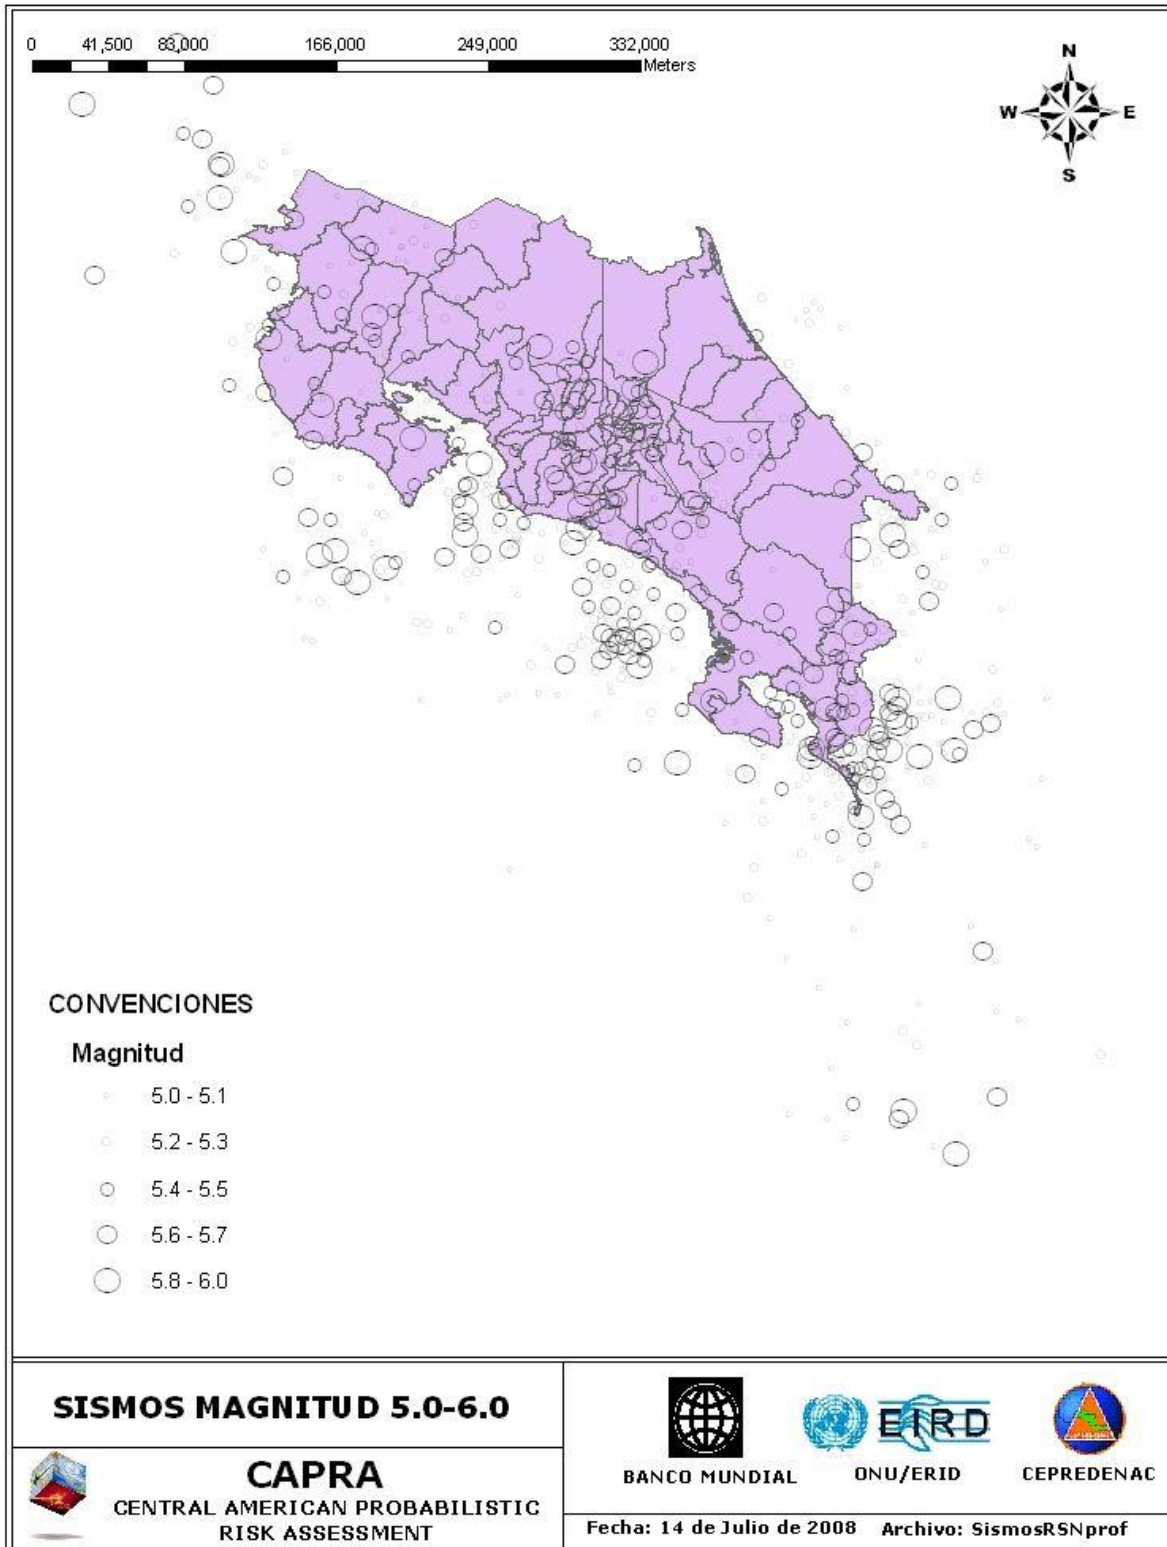 0 41,500 83,000 166,000 249,000 332,000
Meters
N
W E
S
CONVENCIONES
Magnitud
5.0 - 5.1
5.2 - 5.3
5.4 - 5.5
5.6 - 5.7
5.8 - 6.0
SISMOS MAGNITUD 5.0-6.0
CAPRA
CENTRAL AMERICAN PROBABILISTIC
RISK ASSESSMENT
EIRD
BANCO MUNDIAL ONU/ERID CEPREDENAC
Fecha: 14 de Julio de 2008 Archivo: SismosRSNprof